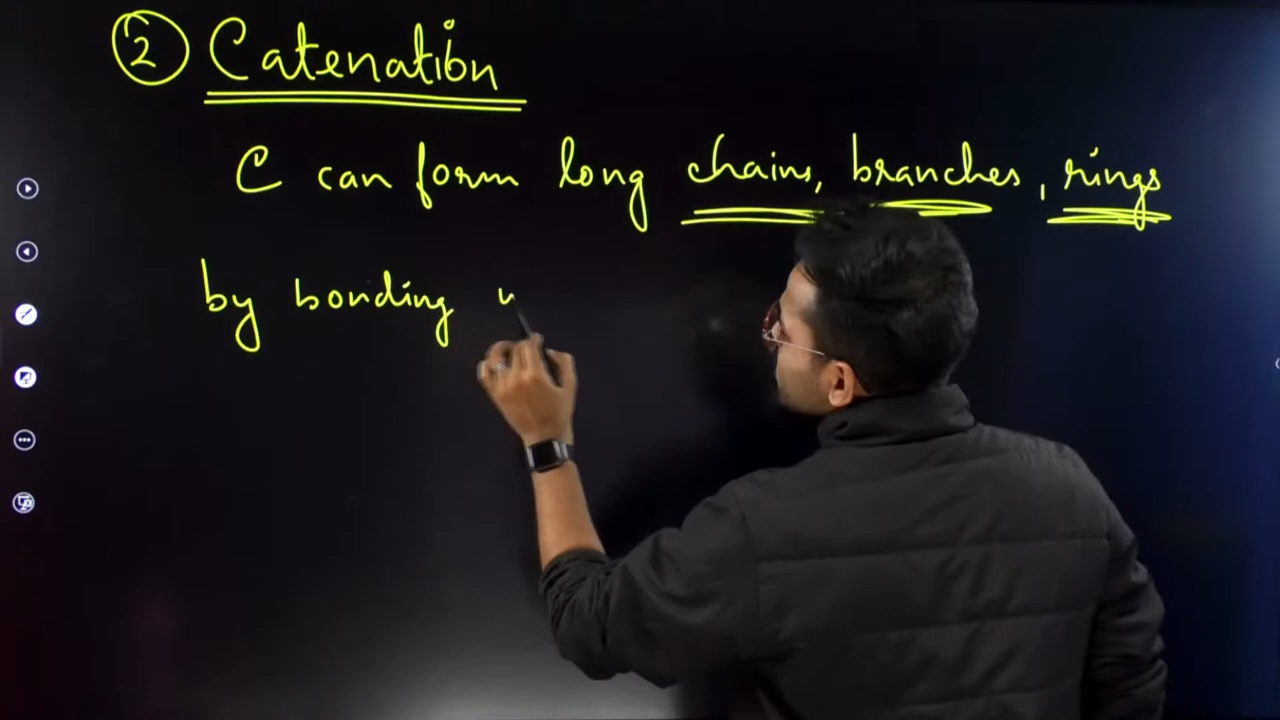 2 Catenation
C can form long chains, branches, rings
by bonding